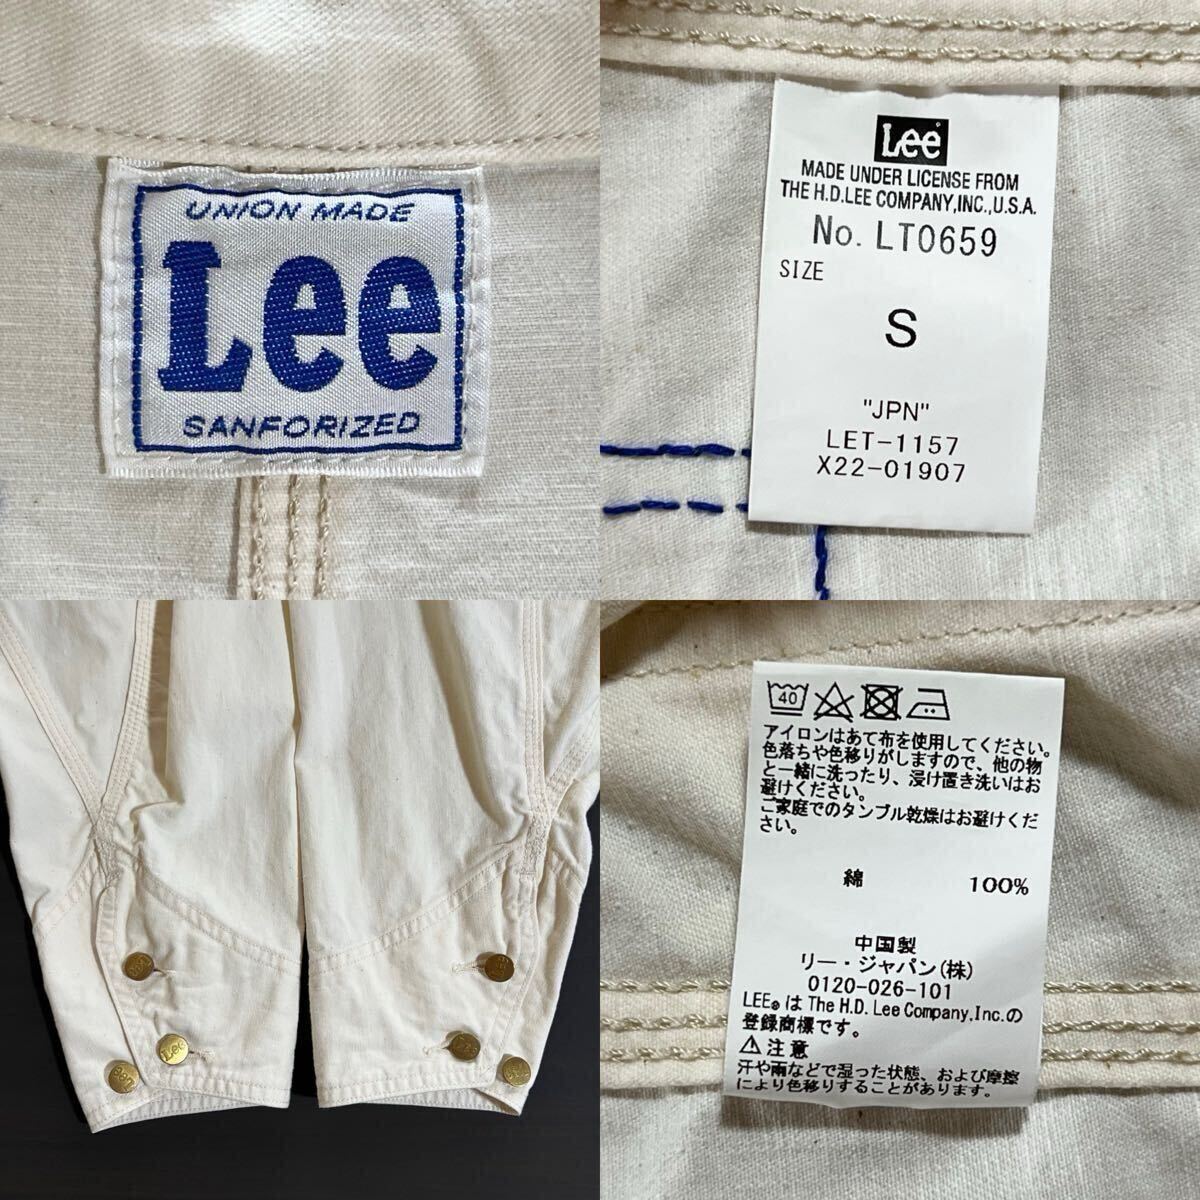 UNION MADE
Lee
SANFORIZED
Lee
MADE UNDER LICENSE FROM
THE H.D.LEE COMPANY,INC.,U.S.A.
No. LT0659
SIZE
S
"JPN"
LET-1157
X22-01907
Lee
40
アイロンはあて布を使用してください。
色落ちや色移りがしますので、他の物
と一緒に洗ったり、浸け置き洗いはお
避けください。
ご家庭でのタンブル乾燥はお避けくだ
さい。
綿 100%
中国製
リー・ジャパン(株)
0120-026-101
LEE® は The H.D. Lee Company,Inc.の
登録商標です。
⚠注意
汗や雨などで湿った状態、および摩擦
により色移りすることがあります。